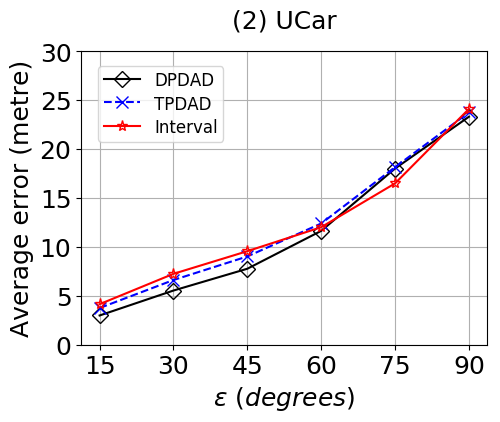 (2) UCar
Average error (metre)
30
25
20
15
10
5
0
DPDAD
TPDAD
Interval
15 30 45 60 75 90
ε (degrees)